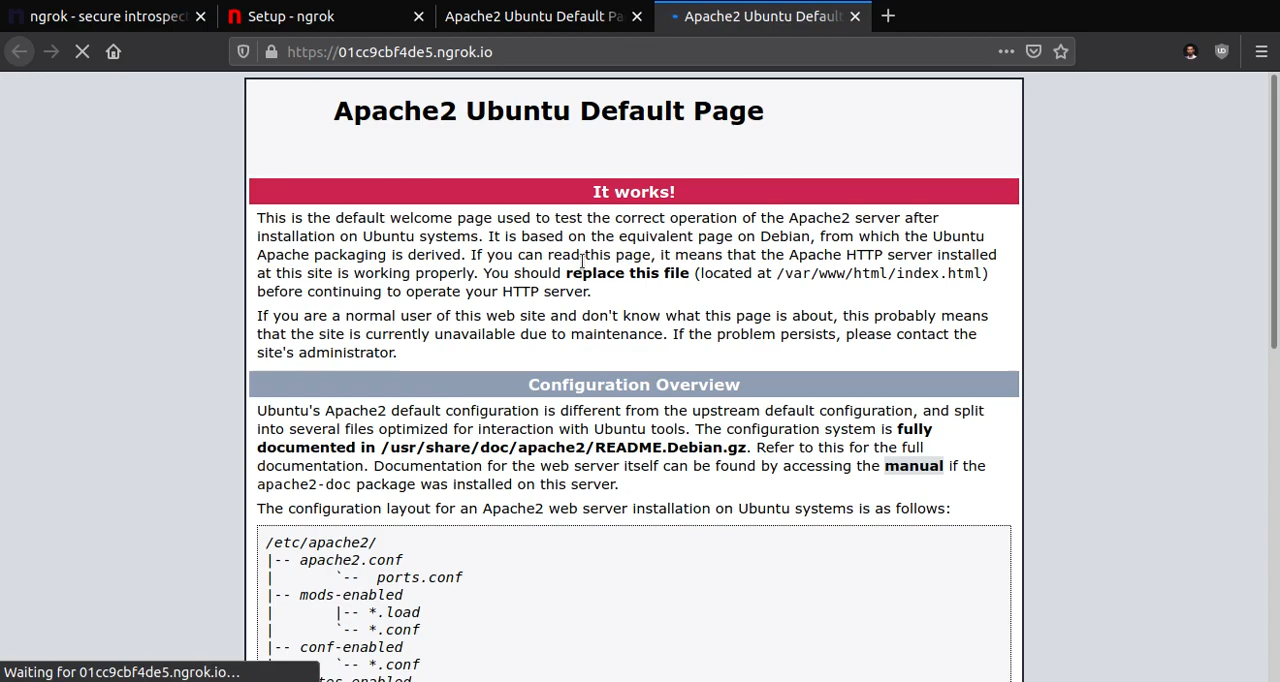 ngrok - secure introspect
Setup - ngrok
Apache2 Ubuntu Default Pa
Apache2 Ubuntu Default
https://01cc9cbf4de5.ngrok.io
Apache2 Ubuntu Default Page
It works!
This is the default welcome page used to test the correct operation of the Apache2 server after
installation on Ubuntu systems. It is based on the equivalent page on Debian, from which the Ubuntu
Apache packaging is derived. If you can read this page, it means that the Apache HTTP server installed
at this site is working properly. You should replace this file (located at /var/www/html/index.html)
before continuing to operate your HTTP server.
If you are a normal user of this web site and don't know what this page is about, this probably means
that the site is currently unavailable due to maintenance. If the problem persists, please contact the
site's administrator.
Configuration Overview
Ubuntu's Apache2 default configuration is different from the upstream default configuration, and split
into several files optimized for interaction with Ubuntu tools. The configuration system is fully
documented in /usr/share/doc/apache2/README.Debian.gz. Refer to this for the full
documentation. Documentation for the web server itself can be found by accessing the manual if the
apache2-doc package was installed on this server.
The configuration layout for an Apache2 web server installation on Ubuntu systems is as follows:
/etc/apache2/
|-- apache2.conf
|       `-- ports.conf
|-- mods-enabled
|       |-- *.load
|       `-- *.conf
|-- conf-enabled
|       `-- *.conf
Waiting for 01cc9cbf4de5.ngrok.io…